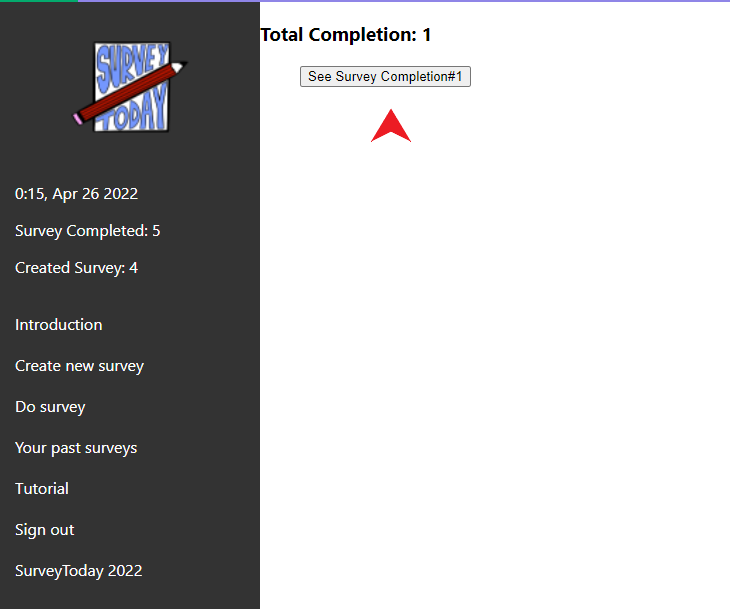 SURVEY
TODAY
0:15, Apr 26 2022
Survey Completed: 5
Created Survey: 4
Introduction
Create new survey
Do survey
Your past surveys
Tutorial
Sign out
SurveyToday 2022
Total Completion: 1
See Survey Completion#1